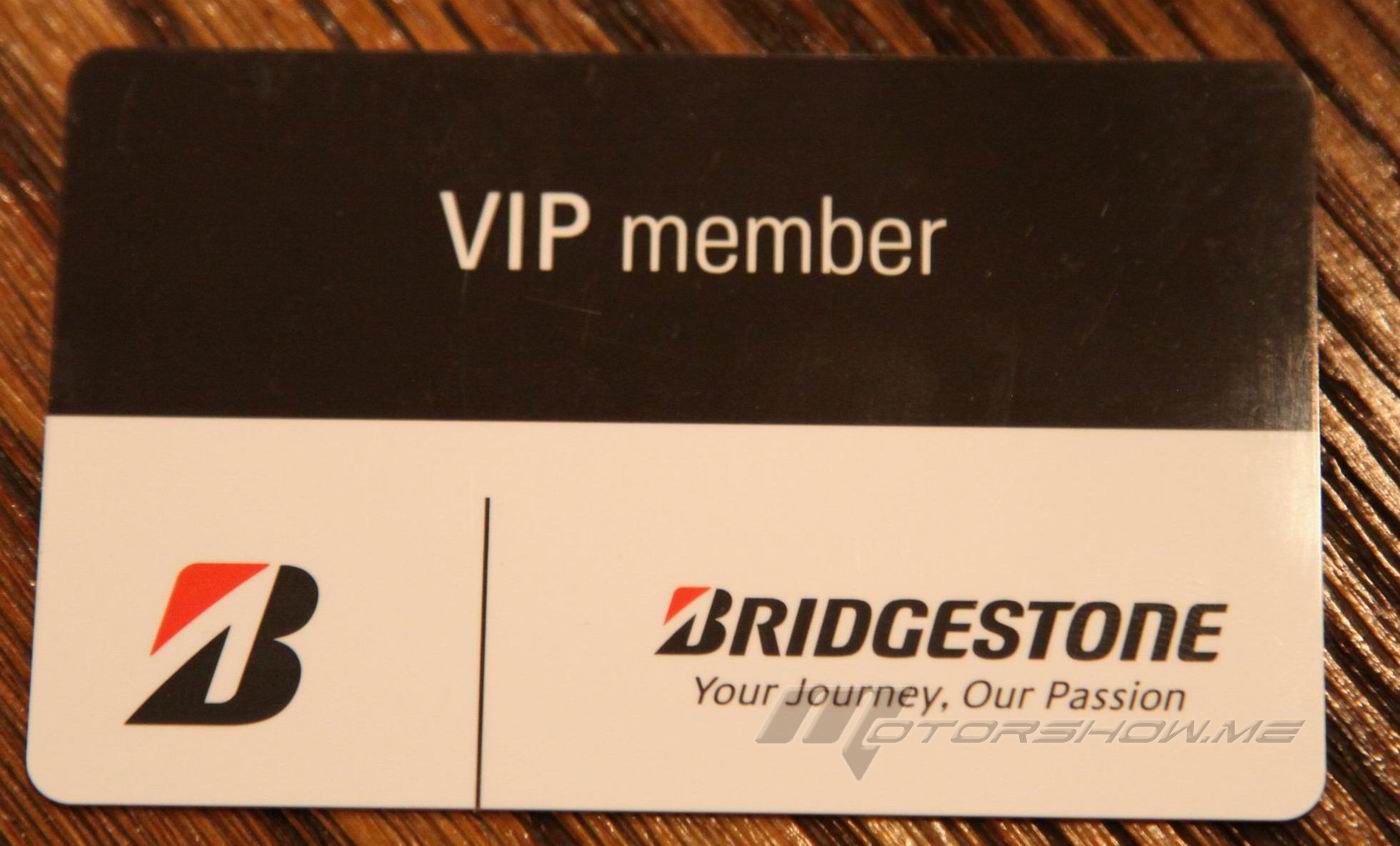 VIP member
B
BRIDGESTONE
Your Journey, Our Passion
MOTORSHOW.ME